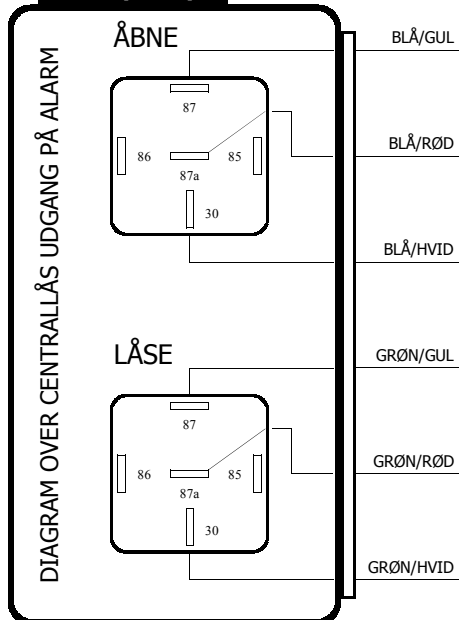 DIAGRAM OVER CENTRALLÅS UDGANG PÅ ALARM
ÅBNE
87
86
85
87a
30
BLÅ/GUL
BLÅ/RØD
BLÅ/HVID
LÅSE
87
86
85
87a
30
GRØN/GUL
GRØN/RØD
GRØN/HVID